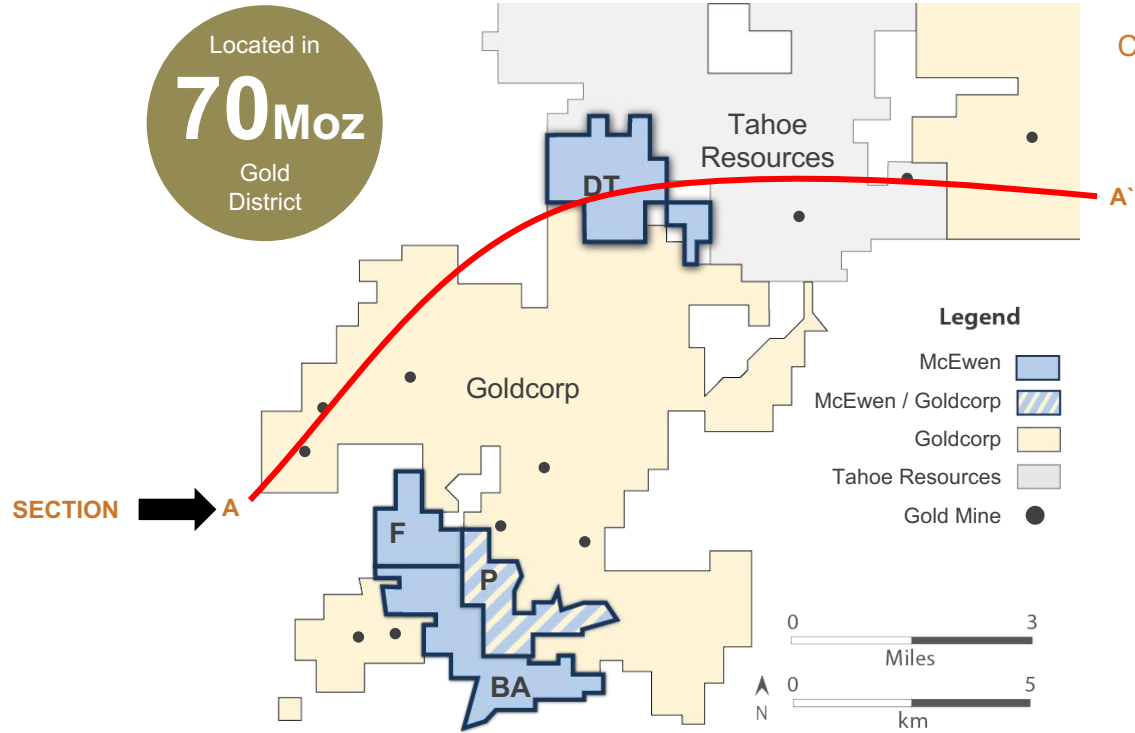 Located in
70Moz
Gold
District
C
Tahoe
Resources
DT
A`
Goldcorp
SECTION
A
F
P
BA
Legend
McEwen
McEwen / Goldcorp
Goldcorp
Tahoe Resources
Gold Mine
0 3
Miles
0 5
km
N